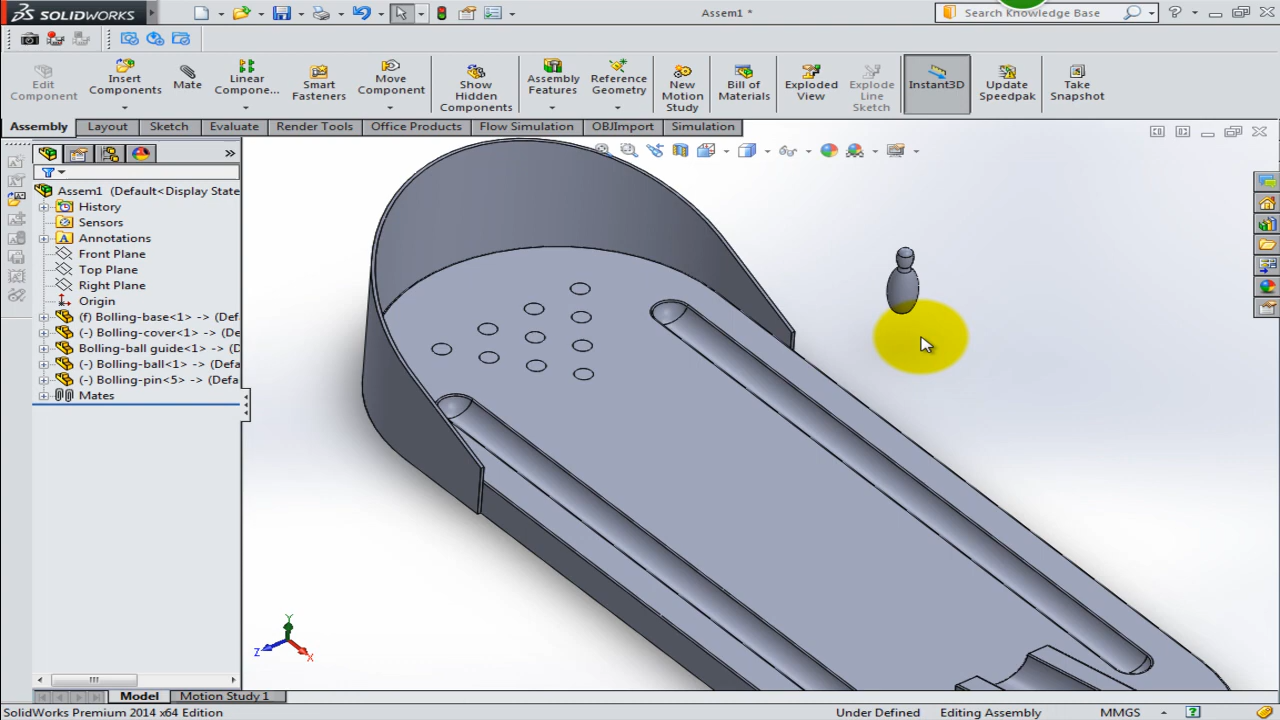 SOLIDWORKS
Assem1 *
Search Knowledge Base
Edit Component
Insert Components
Mate
Linear Compone...
Smart Fasteners
Move Component
Show Hidden Components
Assembly Features
Reference Geometry
New Motion Study
Bill of Materials
Exploded View
Explode Line Sketch
Instant3D
Update Speedpak
Take Snapshot
Assembly
Layout
Sketch
Evaluate
Render Tools
Office Products
Flow Simulation
OBJImport
Simulation
Assem1 (Default<Display State
History
Sensors
Annotations
Front Plane
Top Plane
Right Plane
Origin
(f) Bolling-base<1> -> (Def
(-) Bolling-cover<1> -> (De
Bolling-ball guide<1> -> (D
(-) Bolling-ball<1> -> (Defa
(-) Bolling-pin<5> -> (Defa
Mates
Y
Z
X
Model
Motion Study 1
SolidWorks Premium 2014 x64 Edition
Under Defined
Editing Assembly
MMGS